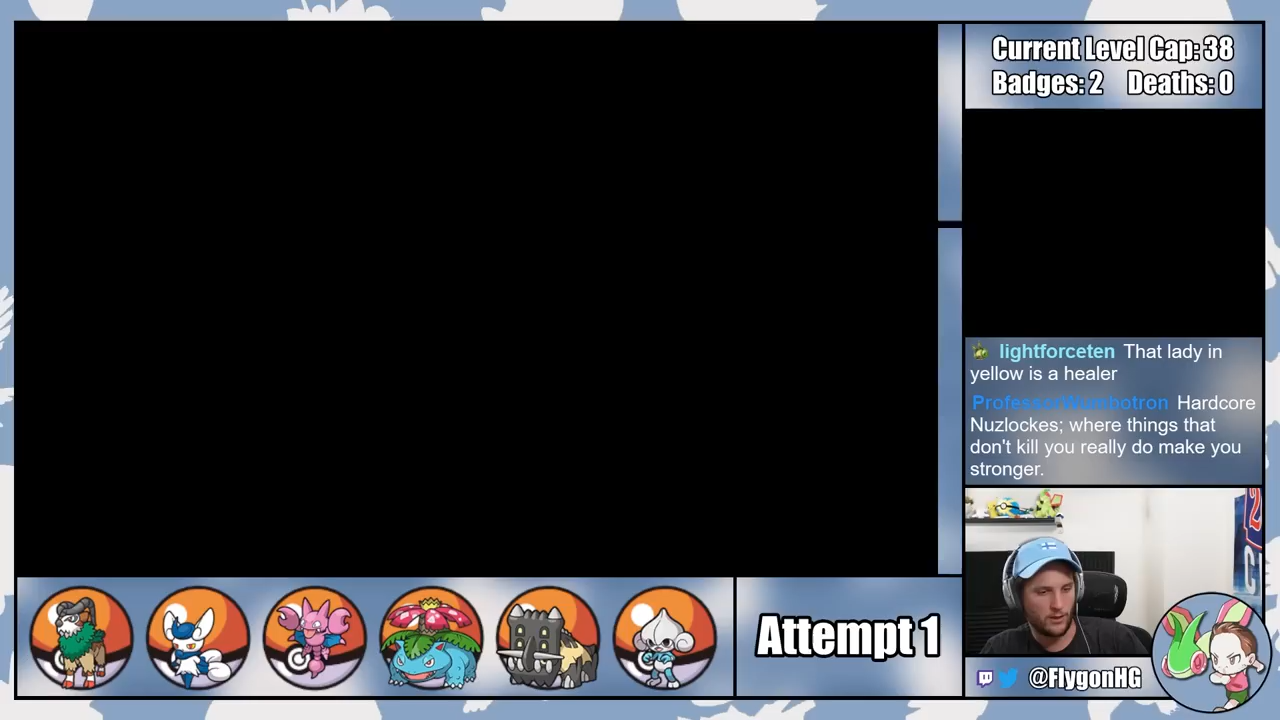 Current Level Cap: 38
Badges: 2 Deaths: 0
lightforceten That lady in
yellow is a healer
ProfessorWumbotron Hardcore
Nuzlockes; where things that
don't kill you really do make you
stronger.
Attempt 1
@FlygonHG